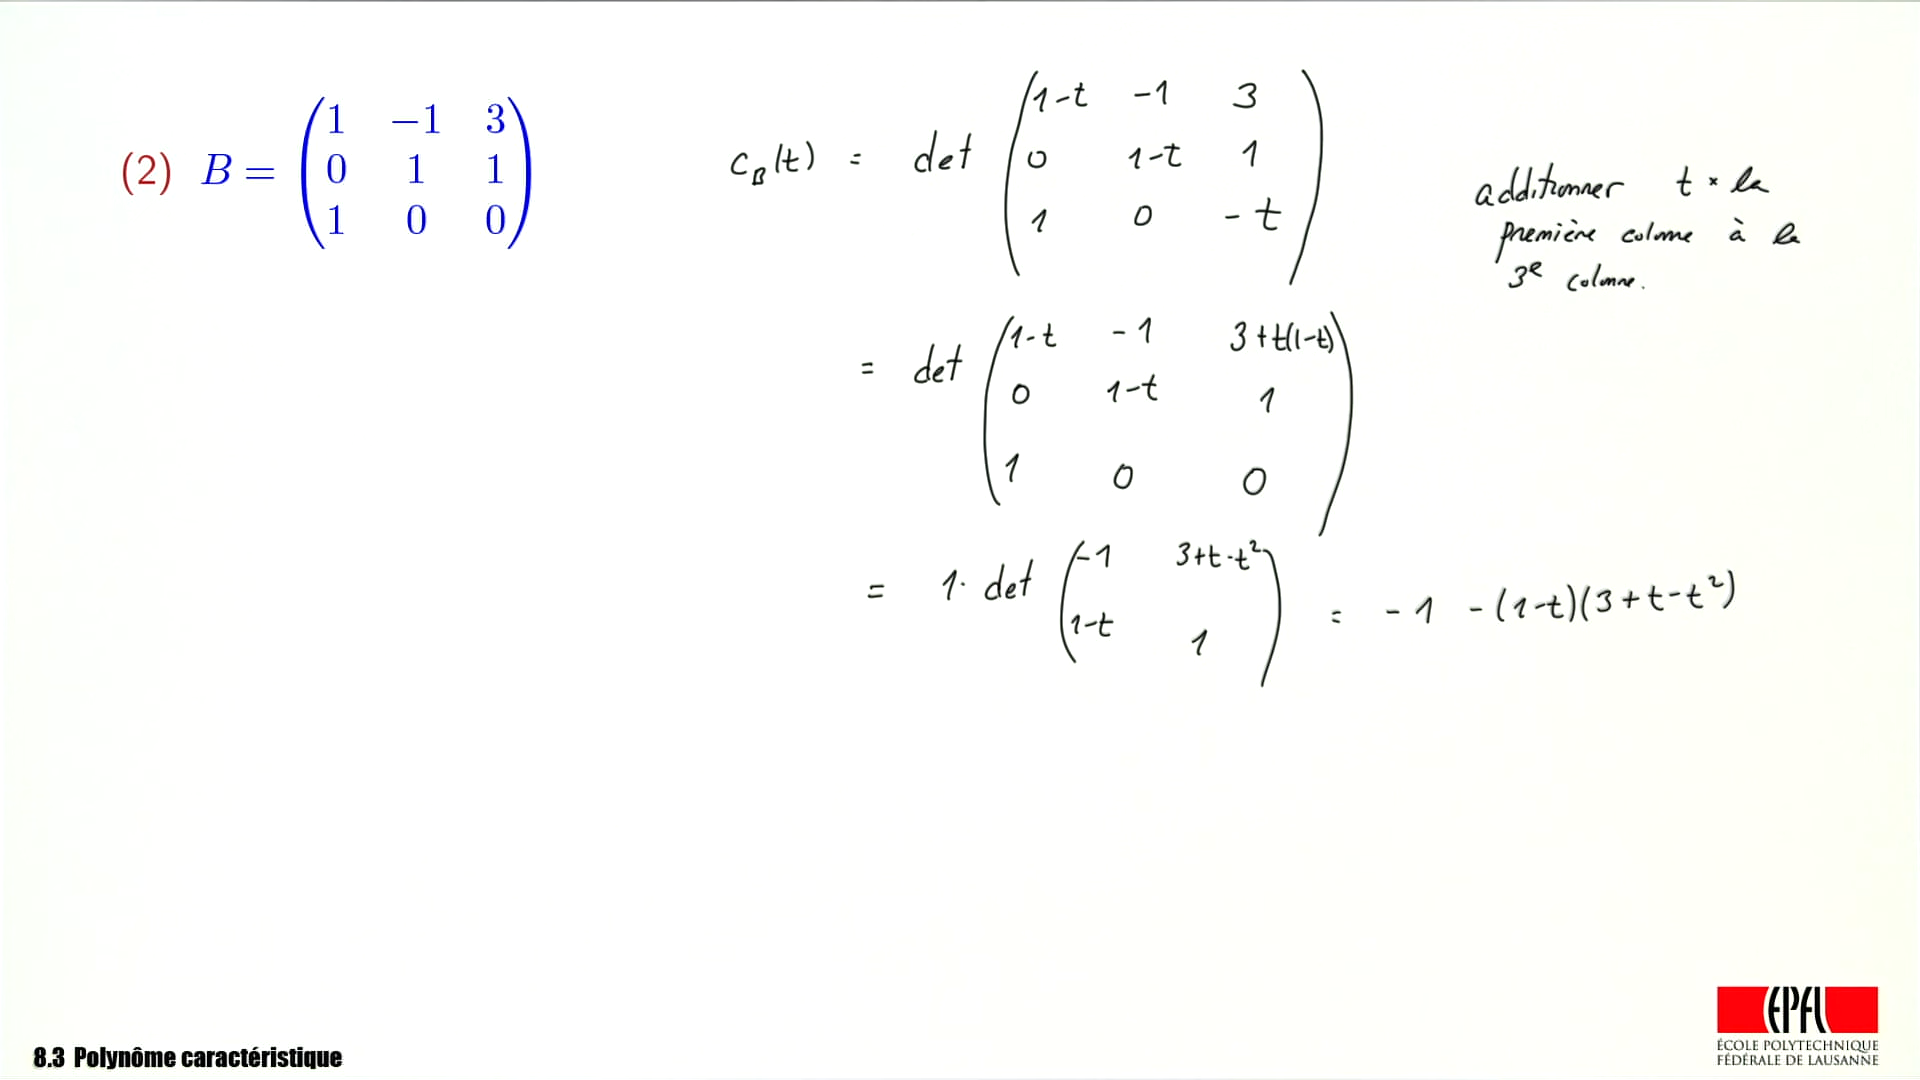 (2) B = (1 −1 3
0 1 1
1 0 0)
c_B(t) = det (1-t -1 3
0 1-t 1
1 0 -t)
additionner t × la
première colonne à la
3e colonne.
= det (1-t -1 3+t(1-t)
0 1-t 1
1 0 0)
= 1· det (-1 3+t-t²
1-t 1) = -1 -(1-t)(3+t-t²)
EPFL
ÉCOLE POLYTECHNIQUE
FÉDÉRALE DE LAUSANNE
8.3 Polynôme caractéristique